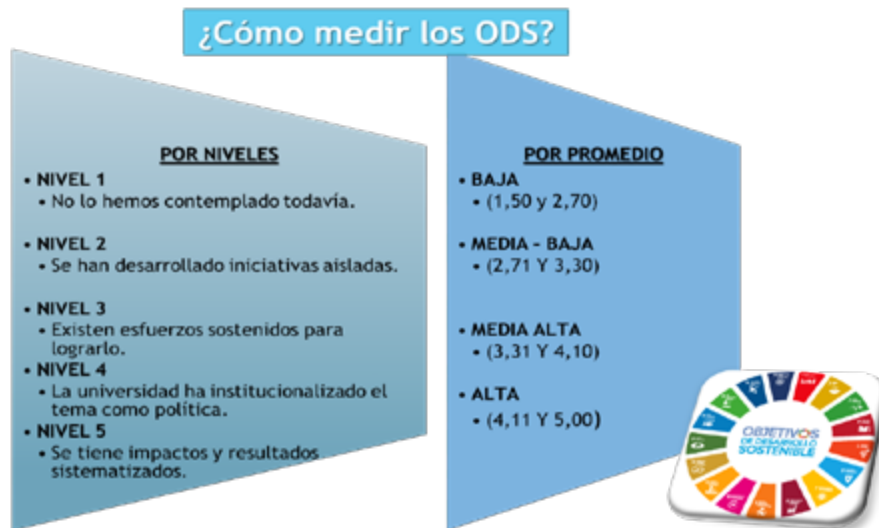 ¿Cómo medir los ODS?
POR NIVELES
• NIVEL 1
• No lo hemos contemplado todavía.
• NIVEL 2
• Se han desarrollado iniciativas aisladas.
• NIVEL 3
• Existen esfuerzos sostenidos para
lograrlo.
• NIVEL 4
• La universidad ha institucionalizado el
tema como política.
• NIVEL 5
• Se tiene impactos y resultados
sistematizados.
POR PROMEDIO
• BAJA
• (1,50 y 2,70)
• MEDIA - BAJA
• (2,71 Y 3,30)
• MEDIA ALTA
• (3,31 Y 4,10)
• ALTA
• (4,11 Y 5,00)
OBJETIVOS
DE DESARROLLO
SOSTENIBLE